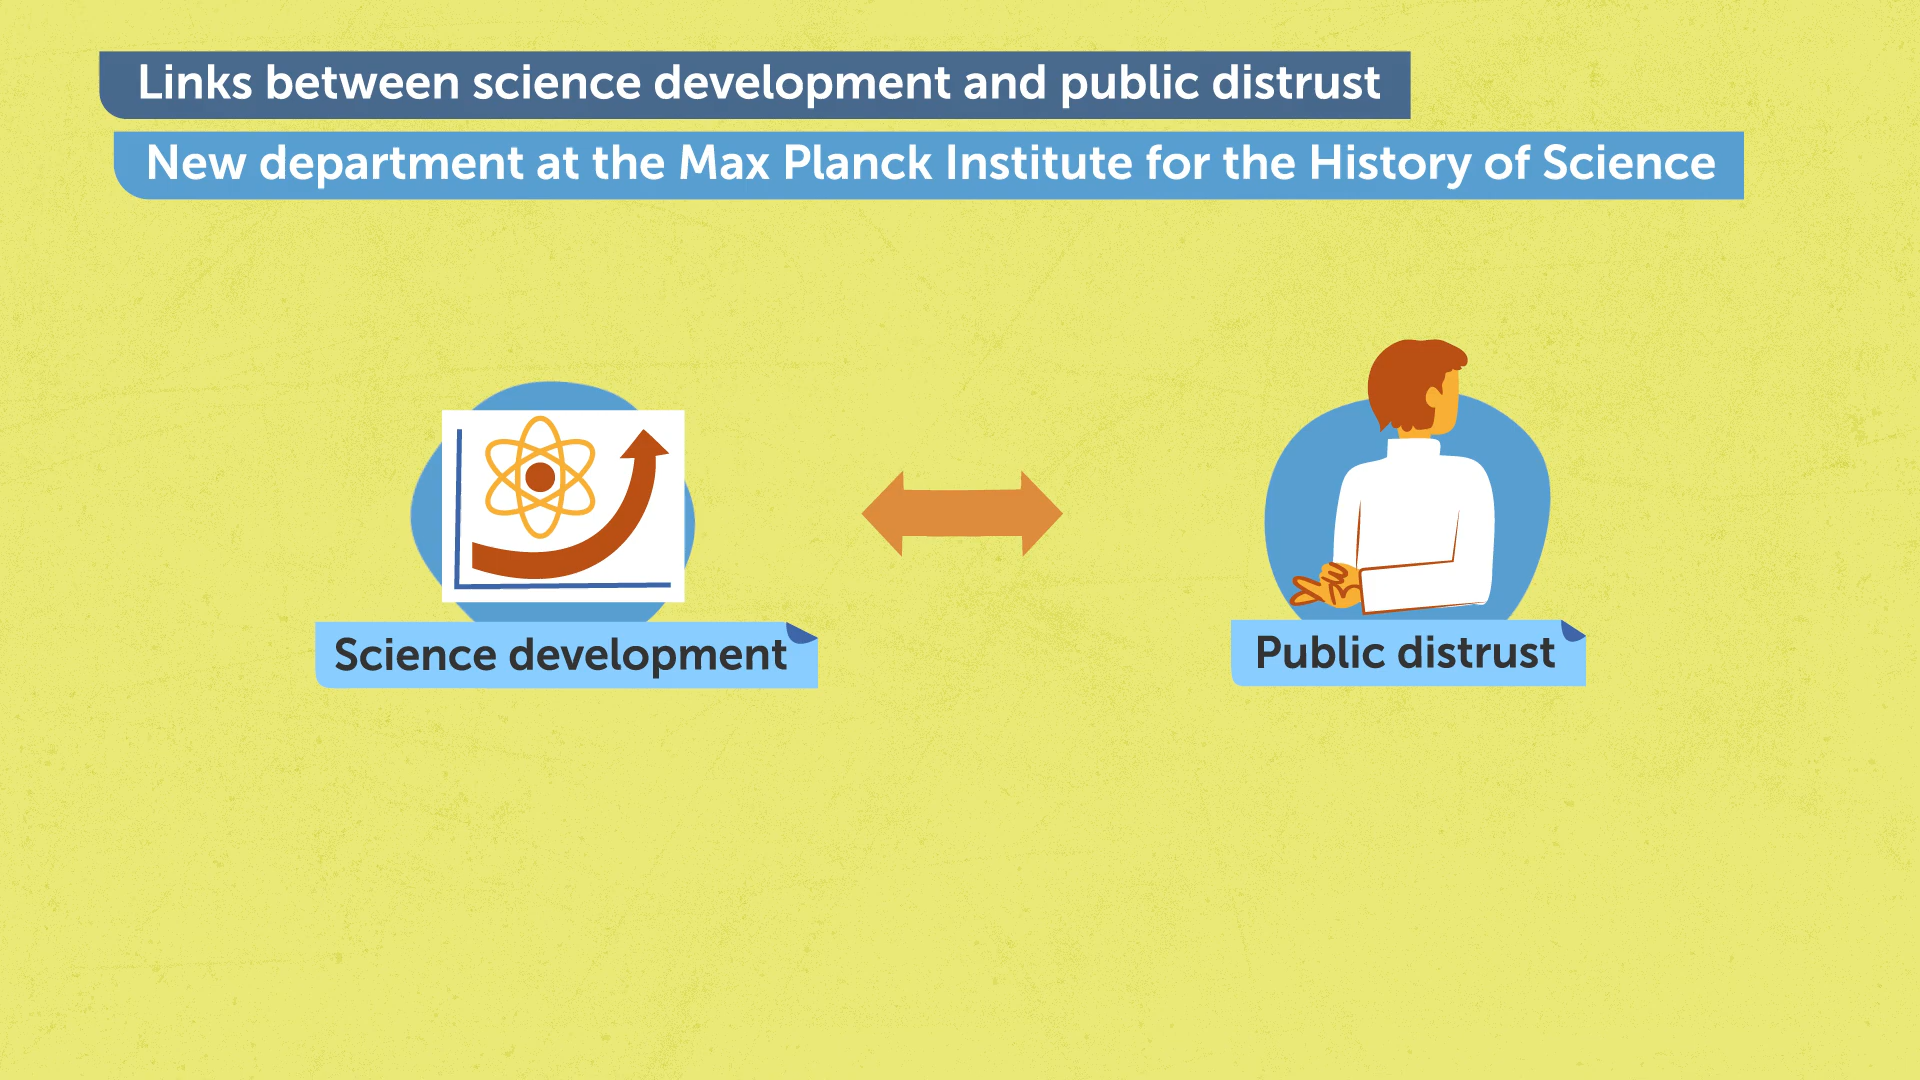 Links between science development and public distrust
New department at the Max Planck Institute for the History of Science
Science development
Public distrust